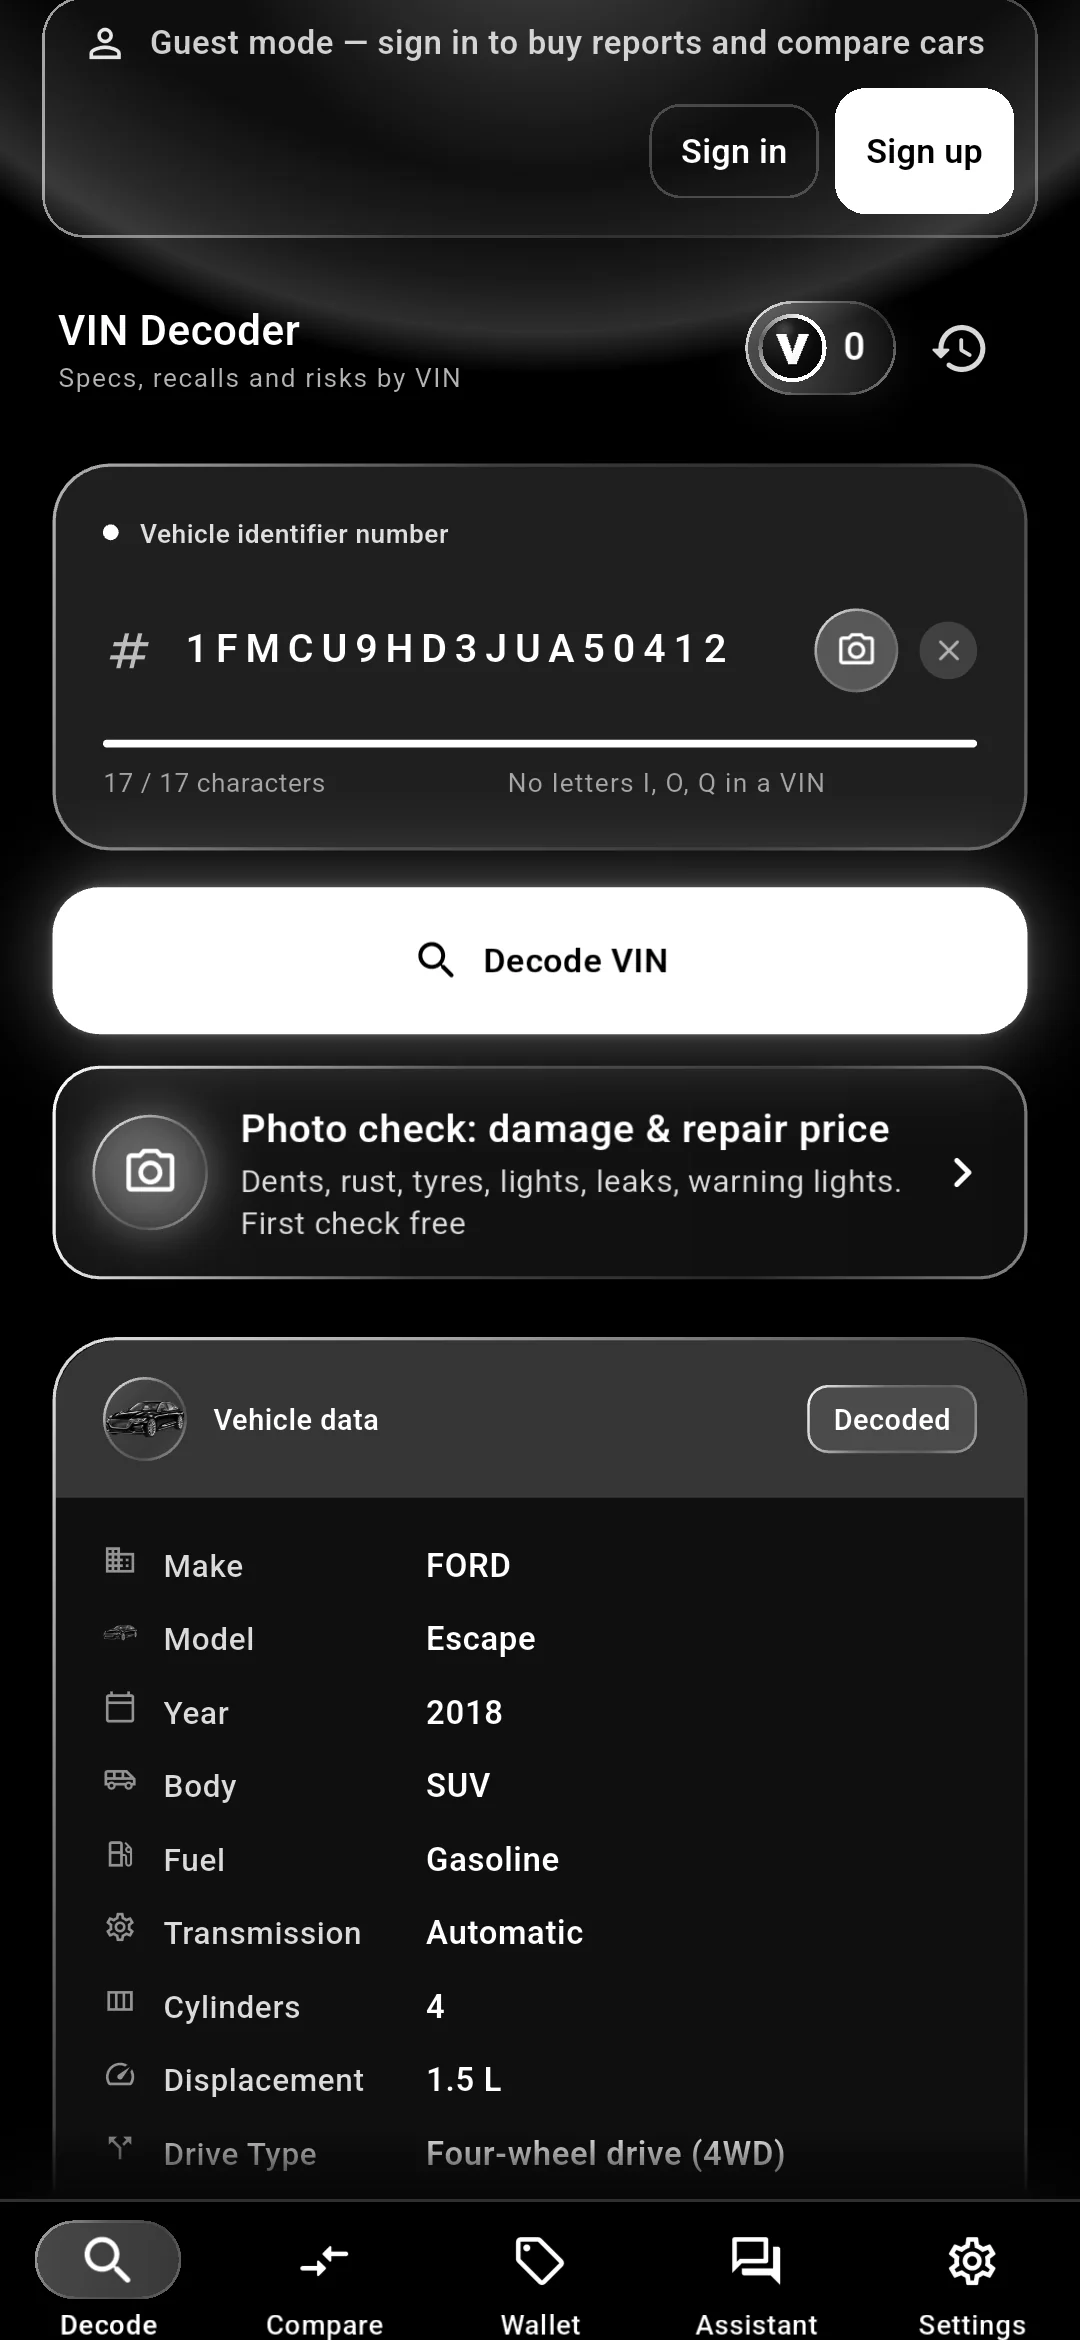 Guest mode — sign in to buy reports and compare cars
Sign in
Sign up
VIN Decoder
Specs, recalls and risks by VIN
V 0
Vehicle identifier number
# 1FMCU9HD3JUA50412
17 / 17 characters
No letters I, O, Q in a VIN
Decode VIN
Photo check: damage & repair price
Dents, rust, tyres, lights, leaks, warning lights.
First check free
Vehicle data
Decoded
Make FORD
Model Escape
Year 2018
Body SUV
Fuel Gasoline
Transmission Automatic
Cylinders 4
Displacement 1.5 L
Drive Type Four-wheel drive (4WD)
Decode
Compare
Wallet
Assistant
Settings